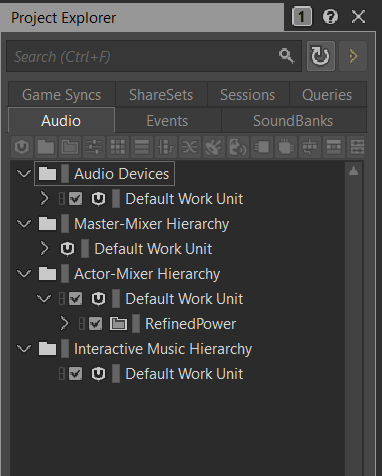 Project Explorer 1 ?
Search (Ctrl+F)
Game Syncs ShareSets Sessions Queries
Audio Events SoundBanks
Audio Devices
Default Work Unit
Master-Mixer Hierarchy
Default Work Unit
Actor-Mixer Hierarchy
Default Work Unit
RefinedPower
Interactive Music Hierarchy
Default Work Unit